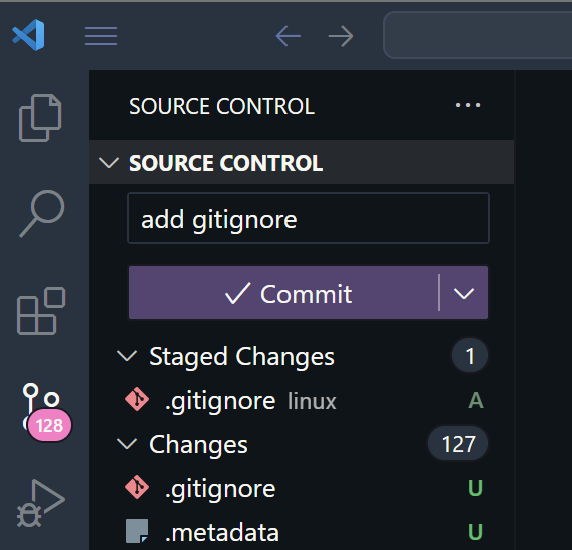 SOURCE CONTROL
SOURCE CONTROL
add gitignore
Commit
Staged Changes 1
.gitignore linux A
128
Changes 127
.gitignore U
.metadata U